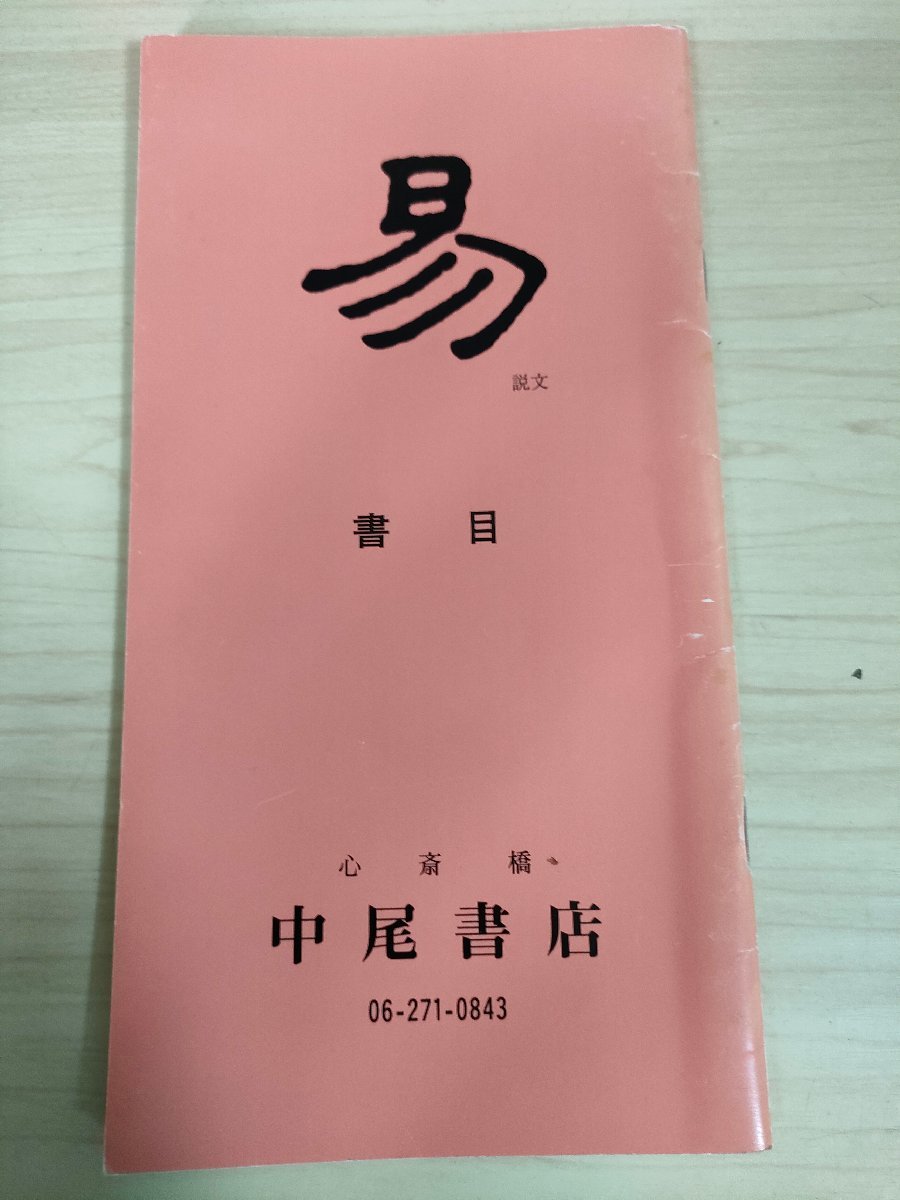 易
説文
書目
心斎橋
中尾書店
06-271-0843